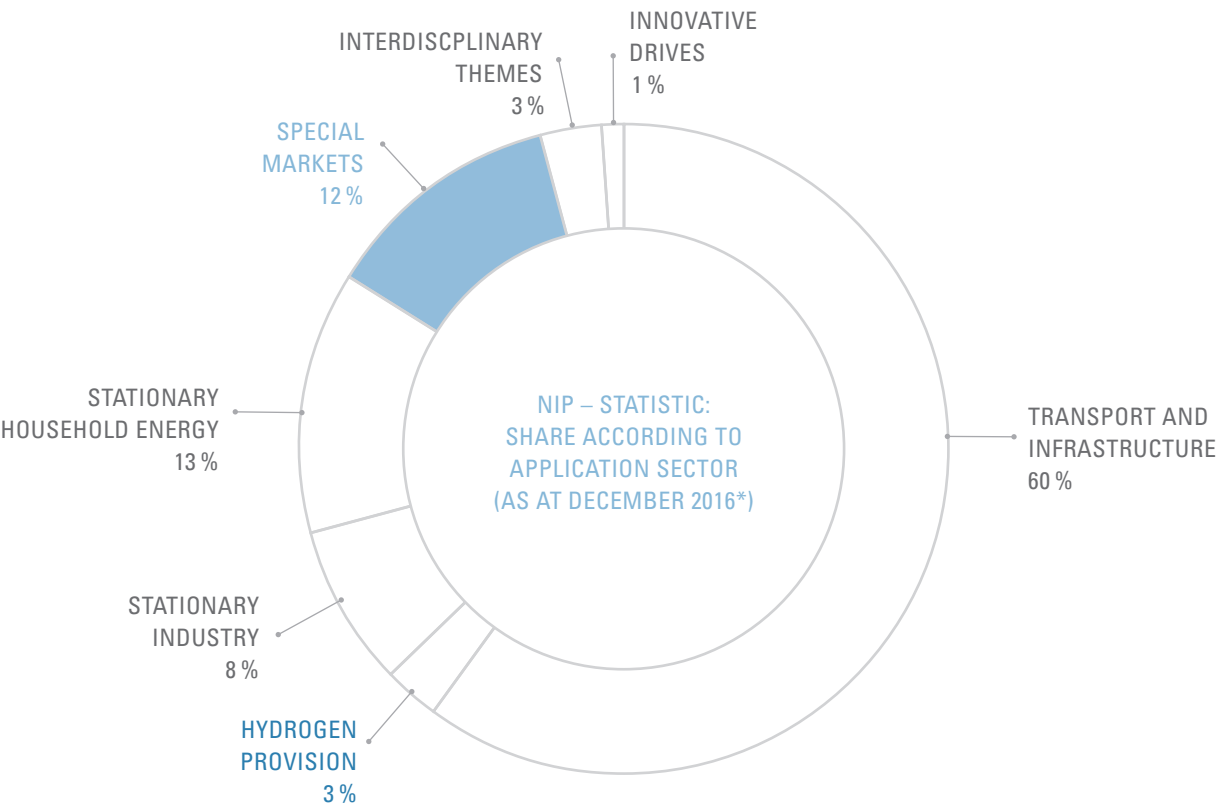 INNOVATIVE
DRIVES
1 %
INTERDISCPLINARY
THEMES
3 %
SPECIAL
MARKETS
12 %
STATIONARY
HOUSEHOLD ENERGY
13 %
NIP – STATISTIC:
SHARE ACCORDING TO
APPLICATION SECTOR
(AS AT DECEMBER 2016*)
TRANSPORT AND
INFRASTRUCTURE
60 %
STATIONARY
INDUSTRY
8 %
HYDROGEN
PROVISION
3 %